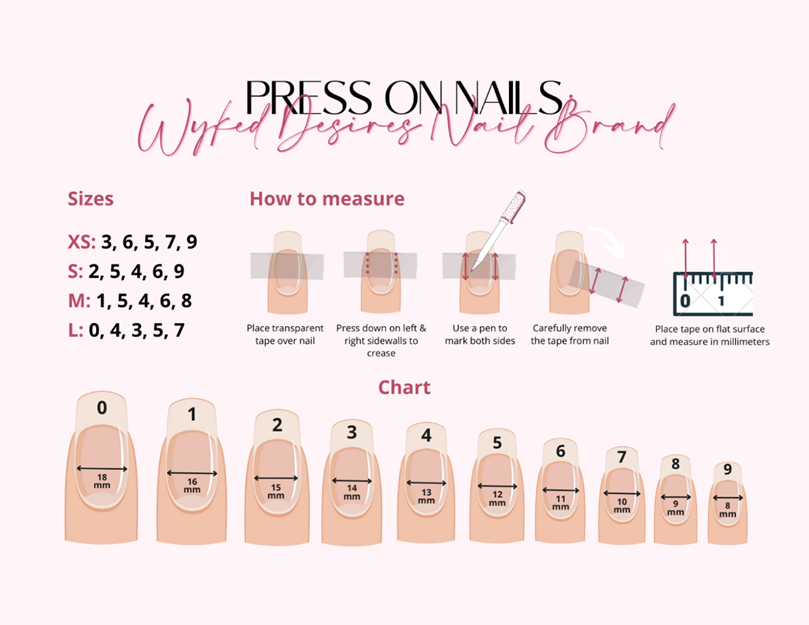 PRESS ON NAILS
Wyked Desires Nail Brand
Sizes
XS: 3, 6, 5, 7, 9
S: 2, 5, 4, 6, 9
M: 1, 5, 4, 6, 8
L: 0, 4, 3, 5, 7
How to measure
Place transparent
tape over nail
Press down on left &
right sidewalls to
crease
Use a pen to
mark both sides
Carefully remove
the tape from nail
0 1
Place tape on flat surface
and measure in millimeters
Chart
0
18
mm
1
16
mm
2
15
mm
3
14
mm
4
13
mm
5
12
mm
6
11
mm
7
10
mm
8
9
mm
9
8
mm